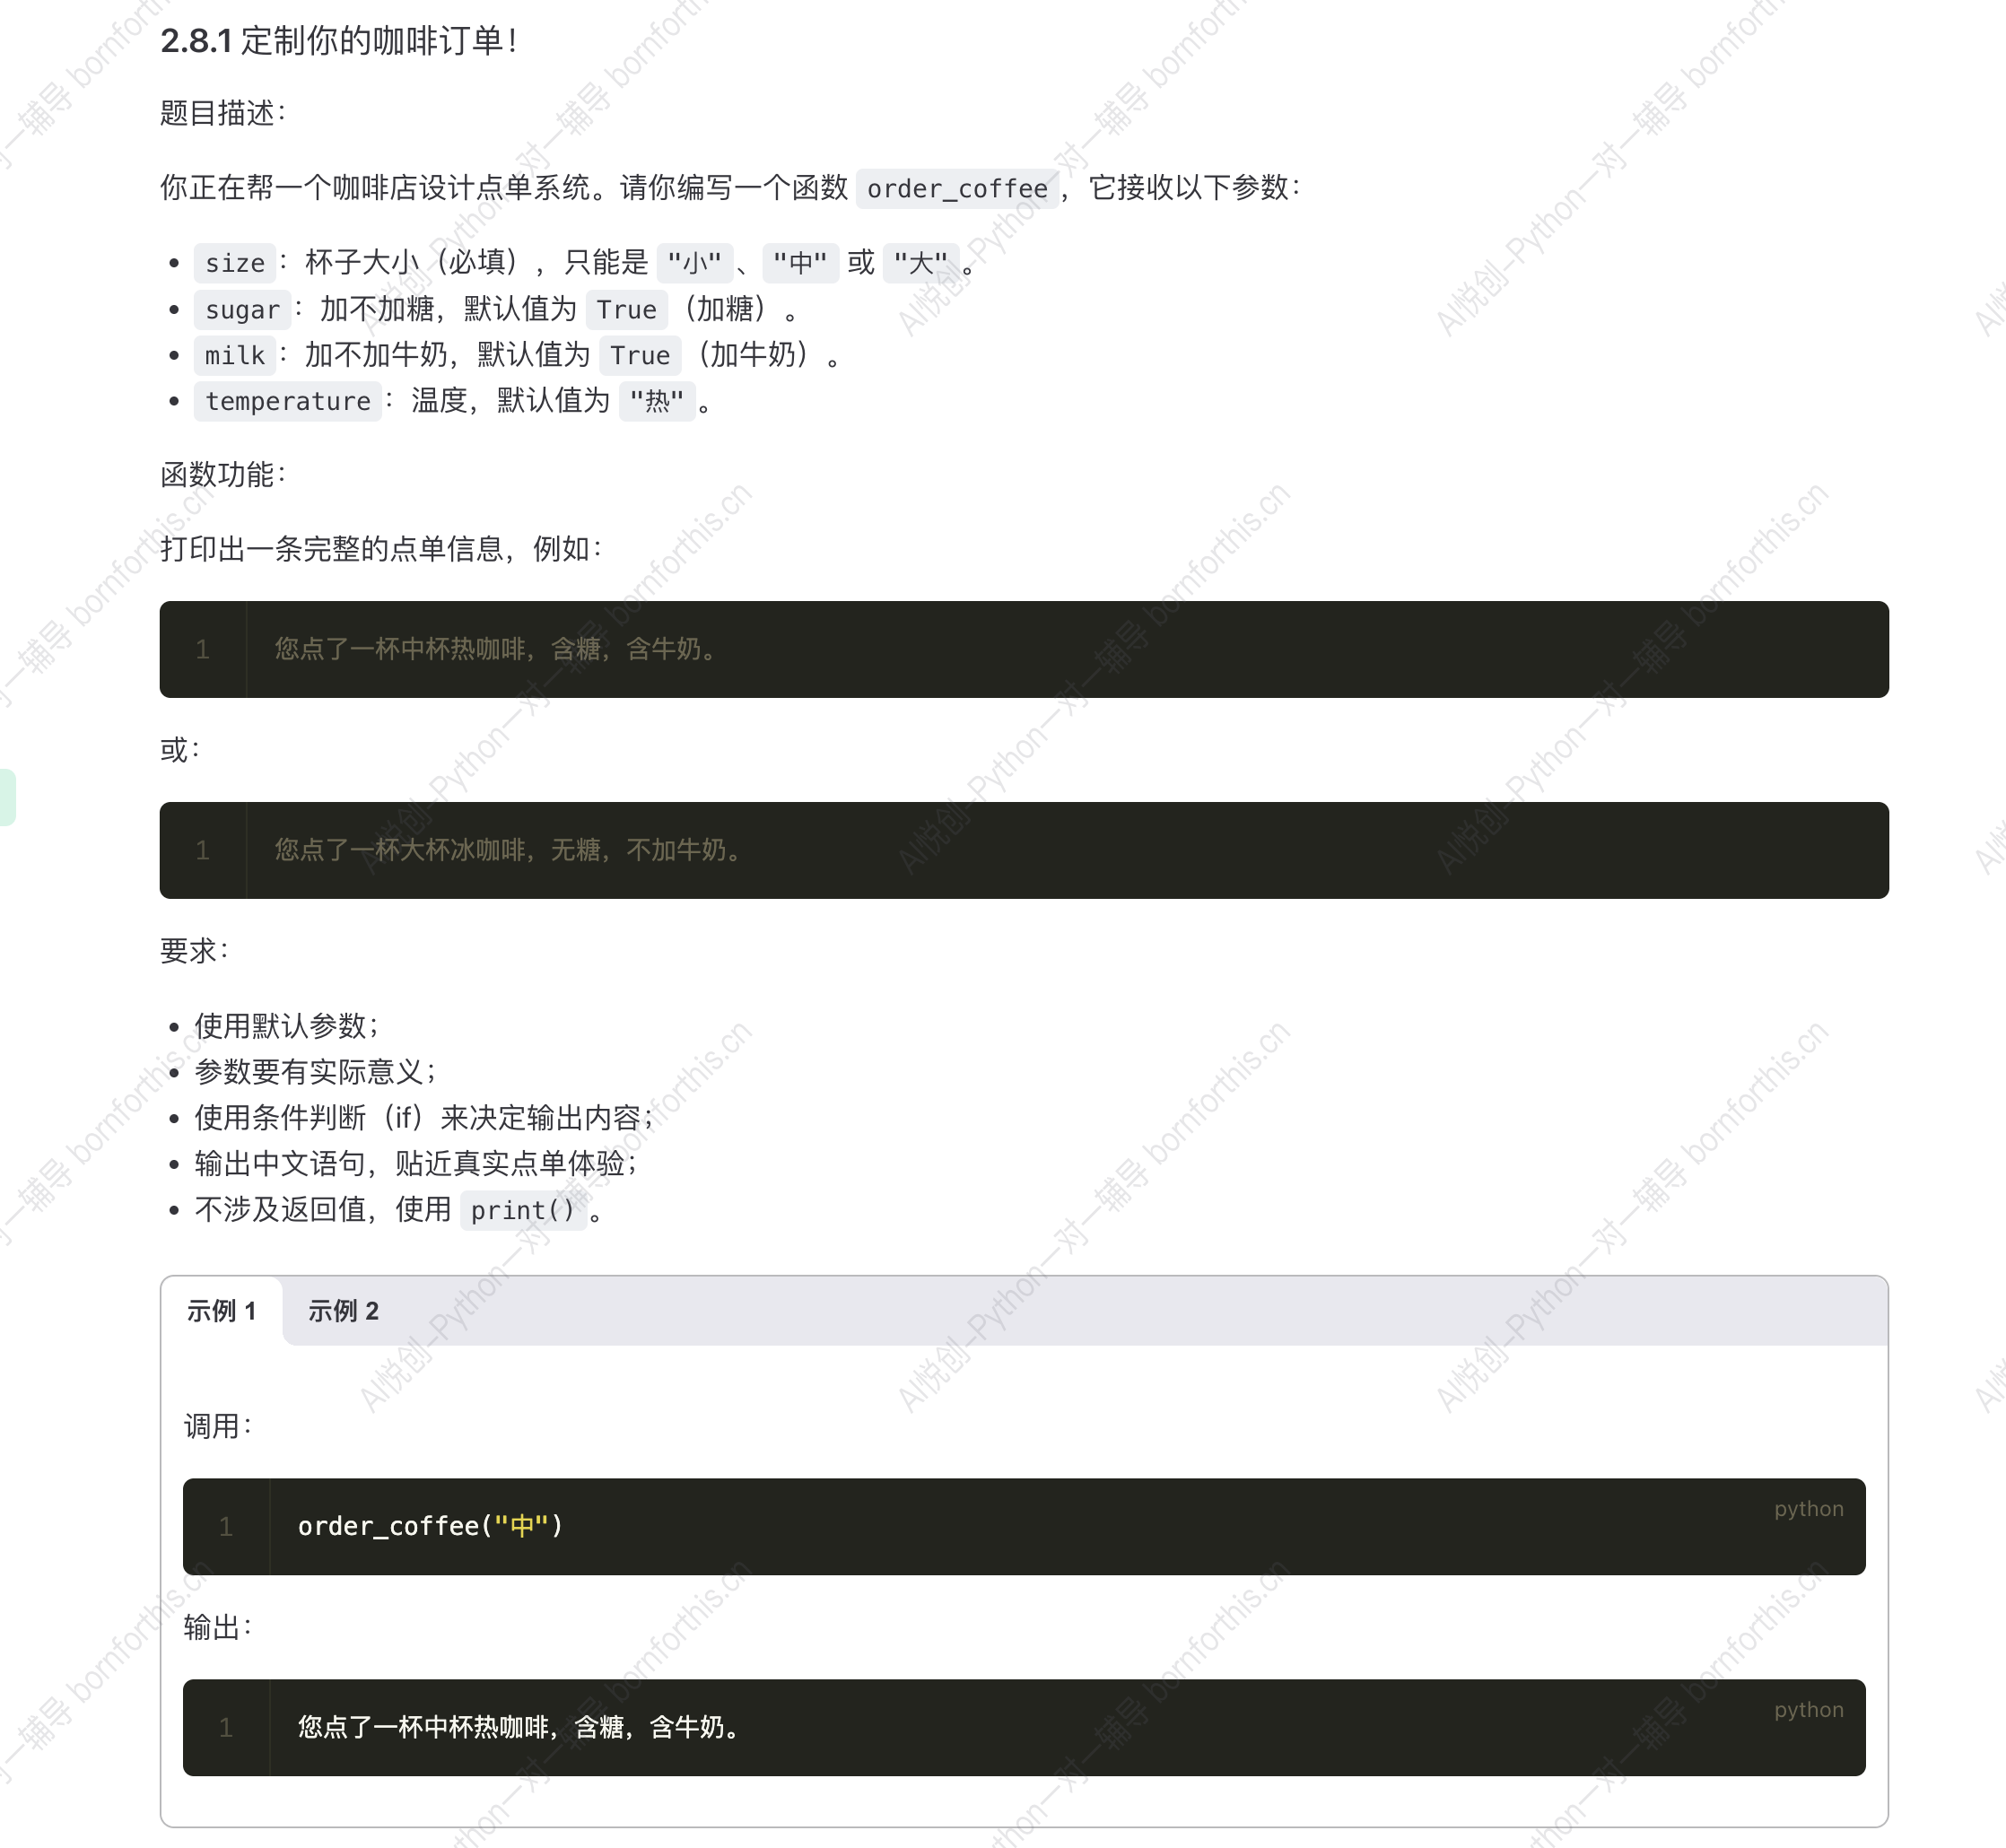 2.8.1 定制你的咖啡订单！
题目描述：
你正在帮一个咖啡店设计点单系统。请你编写一个函数 order_coffee，它接收以下参数：
• size：杯子大小（必填），只能是 "小"、"中" 或 "大"。
• sugar：加不加糖，默认值为 True（加糖）。
• milk：加不加牛奶，默认值为 True（加牛奶）。
• temperature：温度，默认值为 "热"。
函数功能：
打印出一条完整的点单信息，例如：
1 您点了一杯中杯热咖啡，含糖，含牛奶。
或：
1 您点了一杯大杯冰咖啡，无糖，不加牛奶。
要求：
• 使用默认参数；
• 参数要有实际意义；
• 使用条件判断（if）来决定输出内容；
• 输出中文语句，贴近真实点单体验；
• 不涉及返回值，使用 print()。
示例 1 示例 2
调用：
python
1 order_coffee("中")
输出：
python
1 您点了一杯中杯热咖啡，含糖，含牛奶。
AI悦创-Python一对一辅导 bornforthis.cn